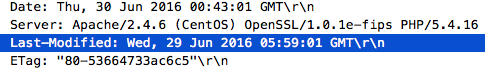 Date: Thu, 30 Jun 2016 00:43:01 GMT\r\n
Server: Apache/2.4.6 (CentOS) OpenSSL/1.0.1e-fips PHP/5.4.16
Last-Modified: Wed, 29 Jun 2016 05:59:01 GMT\r\n
ETag: "80-53664733ac6c5"\r\n